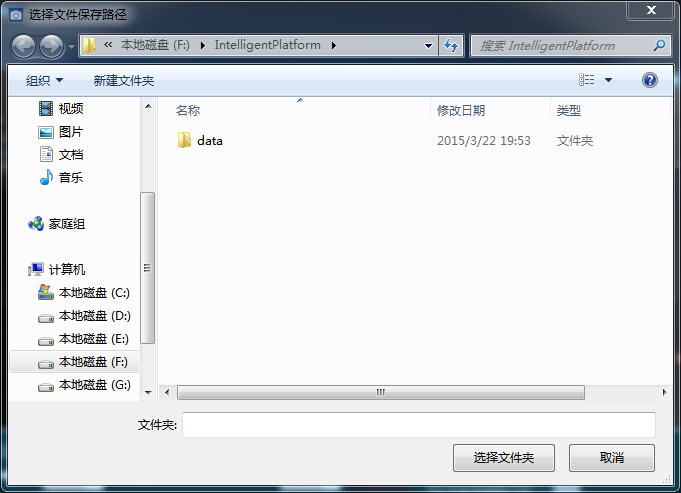 选择文件保存路径
« 本地磁盘 (F:) IntelligentPlatform
搜索 IntelligentPlatform
组织 新建文件夹
名称 修改日期 类型
data 2015/3/22 19:53 文件夹
视频
图片
文档
音乐
家庭组
计算机
本地磁盘 (C:)
本地磁盘 (D:)
本地磁盘 (E:)
本地磁盘 (F:)
本地磁盘 (G:)
文件夹:
选择文件夹 取消